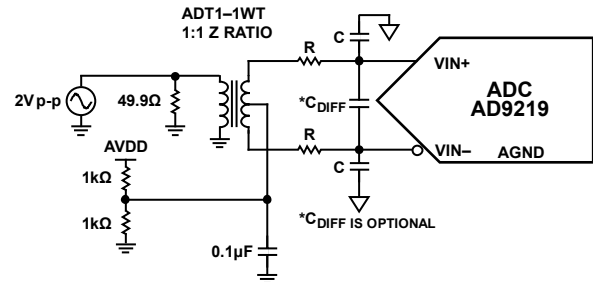 ADT1–1WT
1:1 Z RATIO
C
R
VIN+
ADC
AD9219
2V p-p
49.9Ω
*CDIFF
R
VIN–
AGND
AVDD
C
1kΩ
1kΩ
*CDIFF IS OPTIONAL
0.1µF